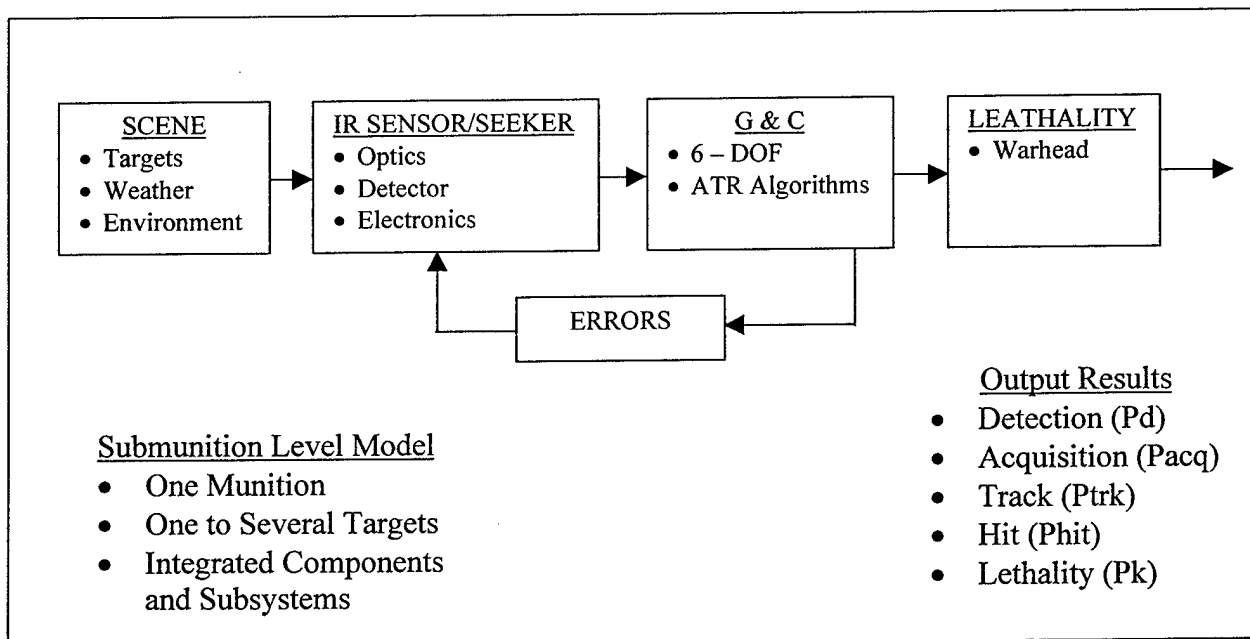 SCENE
• Targets
• Weather
• Environment
IR SENSOR/SEEKER
• Optics
• Detector
• Electronics
G & C
• 6 – DOF
• ATR Algorithms
LEATHALITY
• Warhead
ERRORS
Submunition Level Model
• One Munition
• One to Several Targets
• Integrated Components
and Subsystems
Output Results
• Detection (Pd)
• Acquisition (Pacq)
• Track (Ptrk)
• Hit (Phit)
• Lethality (Pk)